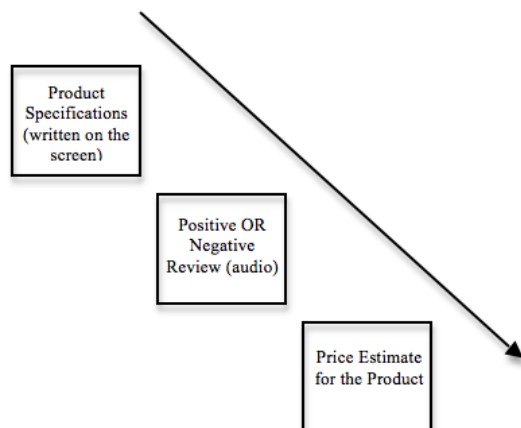 Product
Specifications
(written on the
screen)
Positive OR
Negative
Review (audio)
Price Estimate
for the Product